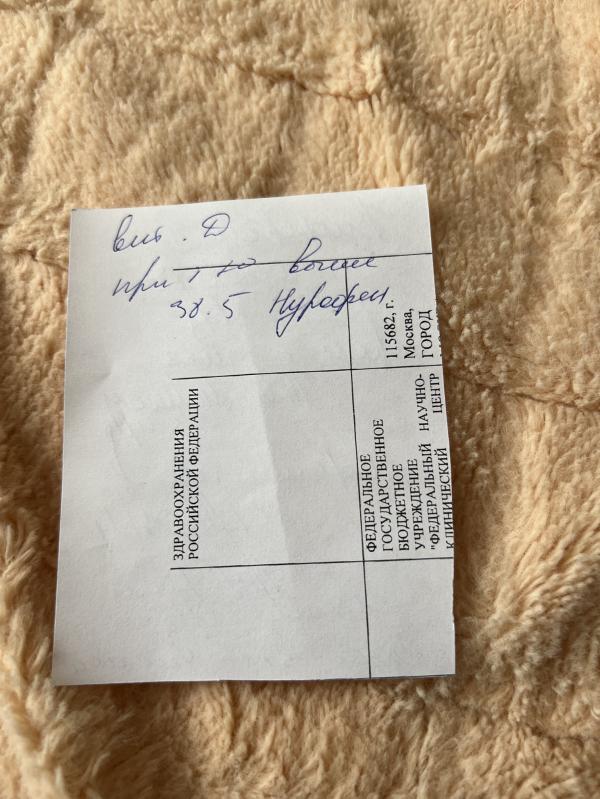 вит. D
при t t° выше
38.5 Нурофен
ЗДРАВООХРАНЕНИЯ
РОССИЙСКОЙ ФЕДЕРАЦИИ
ФЕДЕРАЛЬНОЕ
ГОСУДАРСТВЕННОЕ
БЮДЖЕТНОЕ
УЧРЕЖДЕНИЕ
"ФЕДЕРАЛЬНЫЙ НАУЧНО-
КЛИНИЧЕСКИЙ ЦЕНТР
115682, г.
Москва,
ГОРОД